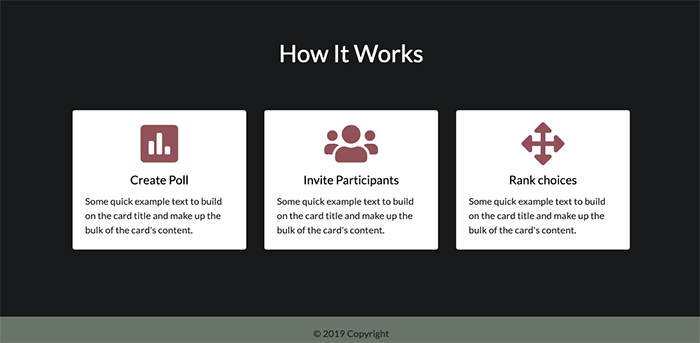 How It Works
Create Poll
Some quick example text to build
on the card title and make up the
bulk of the card's content.
Invite Participants
Some quick example text to build
on the card title and make up the
bulk of the card's content.
Rank choices
Some quick example text to build
on the card title and make up the
bulk of the card's content.
© 2019 Copyright